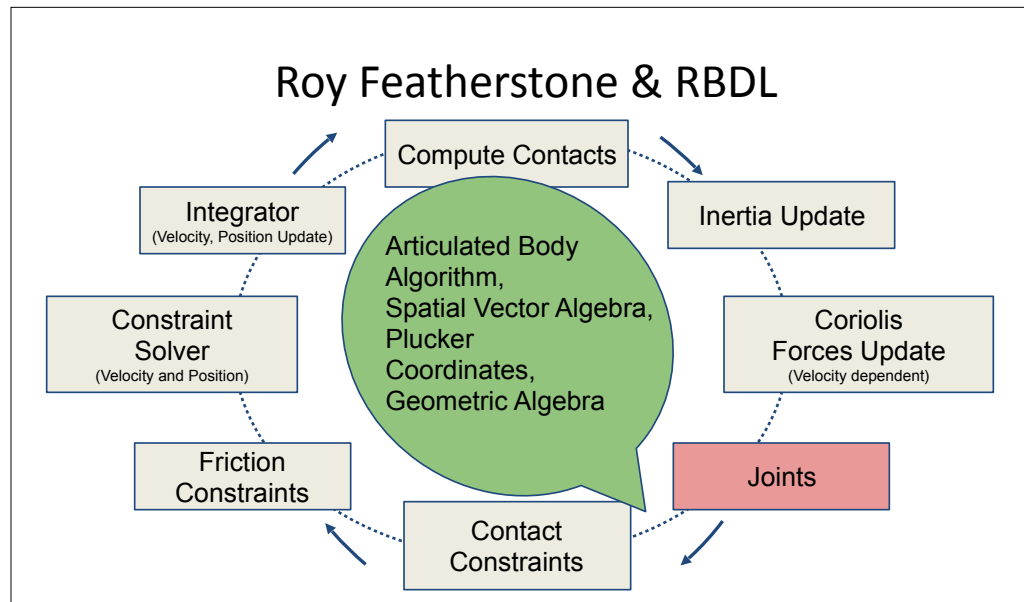 Roy Featherstone & RBDL
Compute Contacts
Integrator
(Velocity, Position Update)
Inertia Update
Articulated Body
Algorithm,
Spatial Vector Algebra,
Plucker
Coordinates,
Geometric Algebra
Constraint
Solver
(Velocity and Position)
Coriolis
Forces Update
(Velocity dependent)
Friction
Constraints
Joints
Contact
Constraints